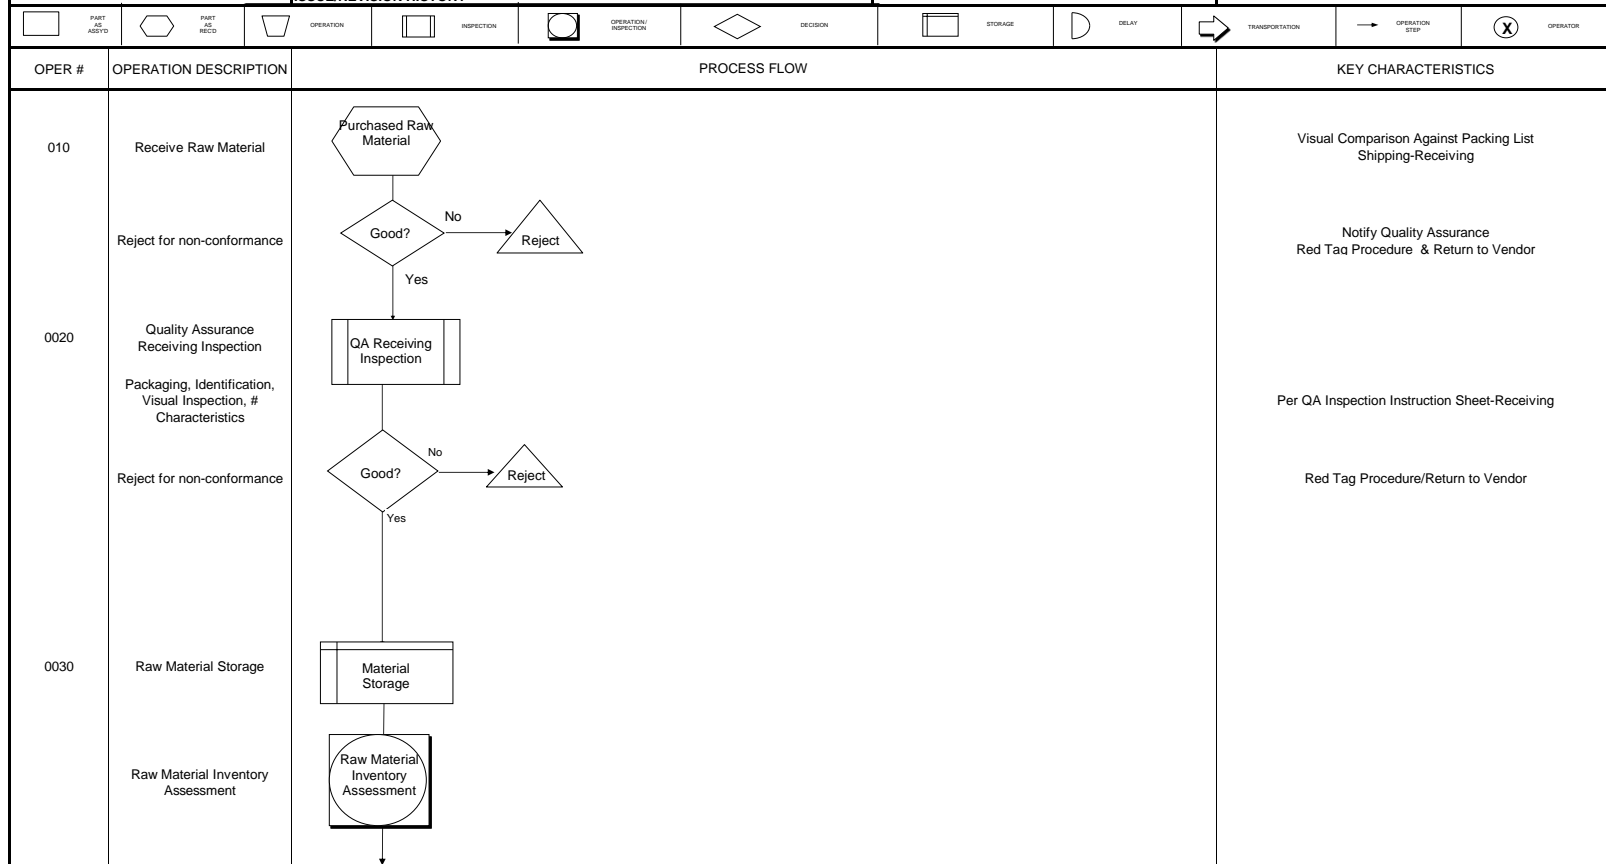 ISSUE/REVISION HISTORY
PART
AS
ASSY'D
PART
AS
REC'D
OPERATION
INSPECTION
OPERATION/
INSPECTION
DECISION
STORAGE
DELAY
TRANSPORTATION
OPERATION
STEP
X
OPERATOR
OPER #
OPERATION DESCRIPTION
PROCESS FLOW
KEY CHARACTERISTICS
010
Receive Raw Material
Purchased Raw
Material
Visual Comparison Against Packing List
Shipping-Receiving
Reject for non-conformance
Good?
No
Reject
Yes
Notify Quality Assurance
Red Tag Procedure & Return to Vendor
0020
Quality Assurance
Receiving Inspection
QA Receiving
Inspection
Packaging, Identification,
Visual Inspection, #
Characteristics
Per QA Inspection Instruction Sheet-Receiving
Reject for non-conformance
Good?
No
Reject
Yes
Red Tag Procedure/Return to Vendor
0030
Raw Material Storage
Material
Storage
Raw Material Inventory
Assessment
Raw Material
Inventory
Assessment